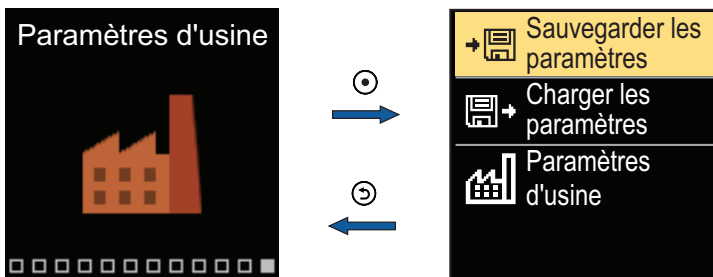 Paramètres d'usine
Sauvegarder les
paramètres
Charger les
paramètres
Paramètres
d'usine